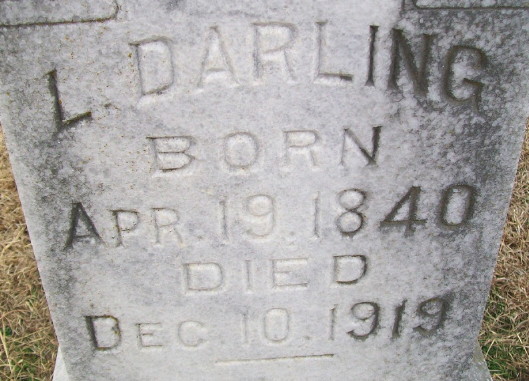 L. DARLING
BORN
APR. 19. 1840
DIED
DEC 10. 1919